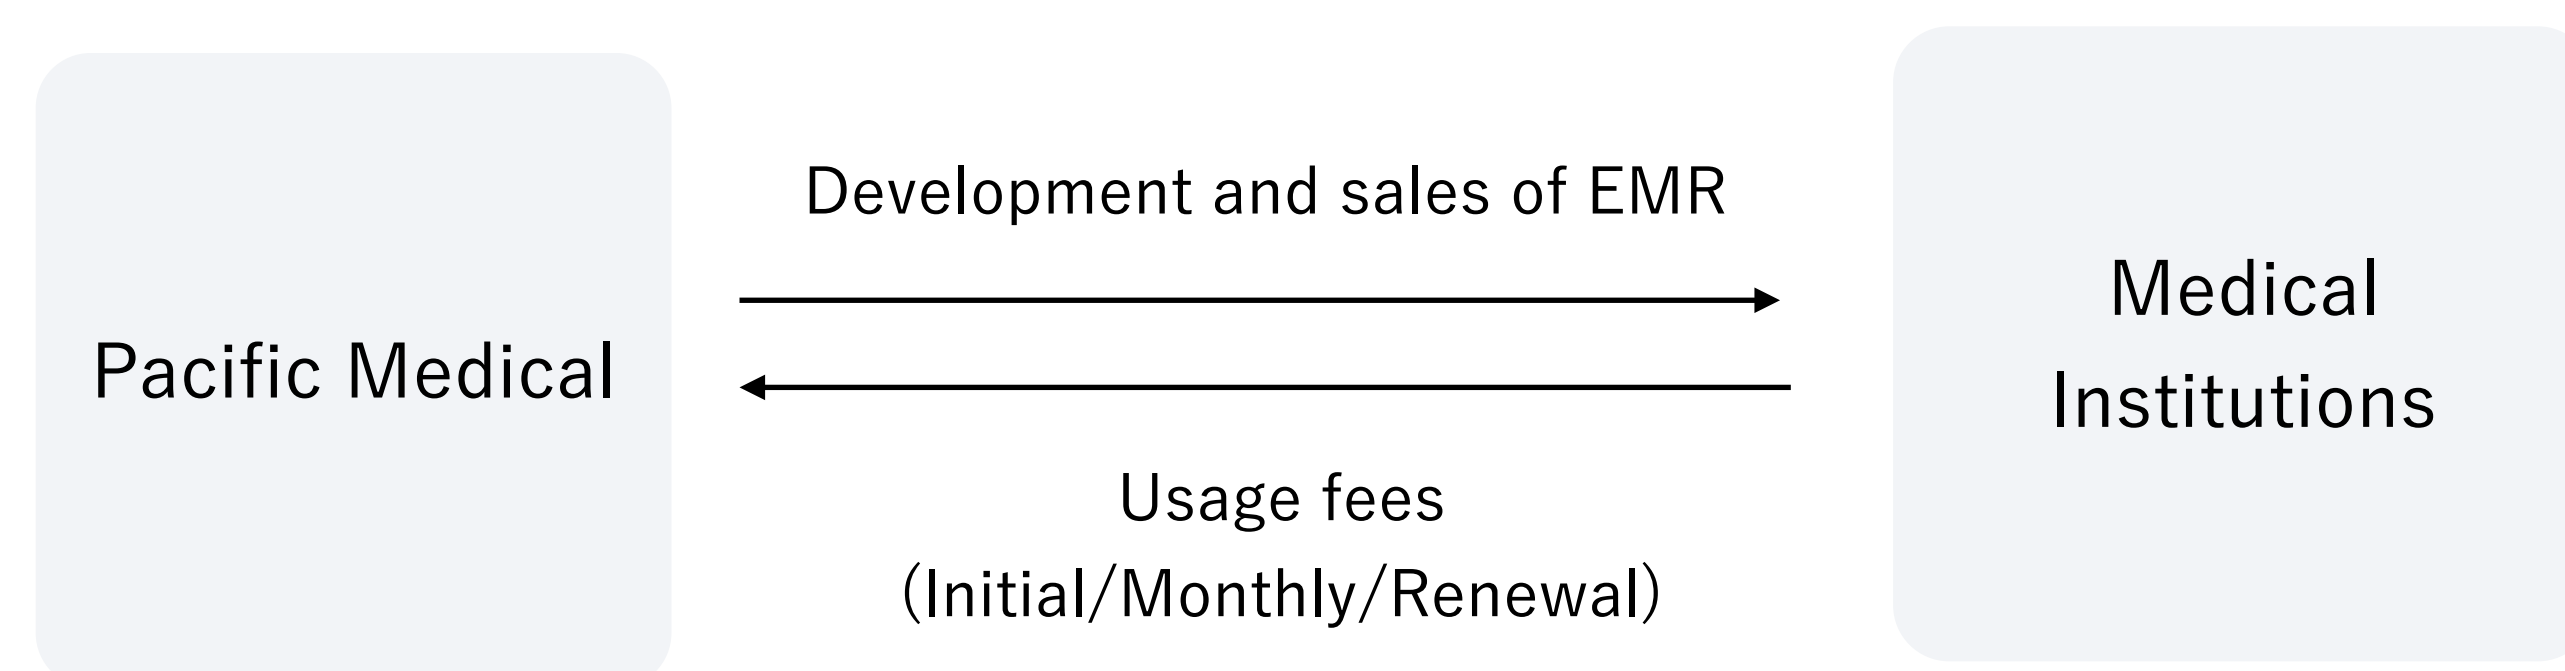 Pacific Medical
Development and sales of EMR
Usage fees
(Initial/Monthly/Renewal)
Medical
Institutions